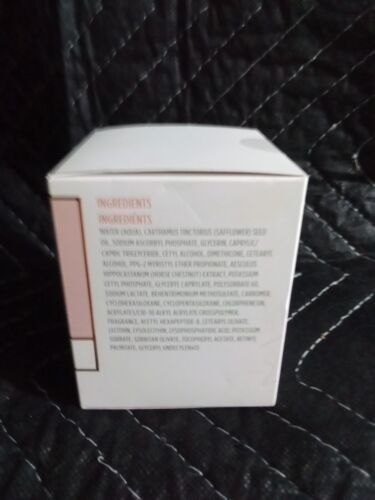 INGREDIENTS
INGRÉDIENTS
WATER (AQUA), CARTHAMUS TINCTORIUS (SAFFLOWER) SEED
OIL, SODIUM ASCORBYL PHOSPHATE, GLYCERIN, CAPRYLIC/
CAPRIC TRIGLYCERIDE, CETYL ALCOHOL, DIMETHICONE, CETEARYL
ALCOHOL, PPG-2 MYRISTYL ETHER PROPIONATE, AESCULUS
HIPPOCASTANUM (HORSE CHESTNUT) EXTRACT, POTASSIUM
CETYL PHOSPHATE, GLYCERYL CAPRYLATE, POLYSORBATE 60,
SODIUM LACTATE, BEHENTRIMONIUM METHOSULFATE, CARBOMER,
CYCLOHEXASILOXANE, CYCLOPENTASILOXANE, CHLORPHENESIN,
ACRYLATES/C10-30 ALKYL ACRYLATE CROSSPOLYMER,
FRAGRANCE, ACETYL HEXAPEPTIDE-8, CETEARYL OLIVATE,
LECITHIN, LYSOLECITHIN, LYSOPHOSPHATIDIC ACID, POTASSIUM
SORBATE, SORBITAN OLIVATE, TOCOPHERYL ACETATE, RETINYL
PALMITATE, GLYCERYL UNDECYLENATE